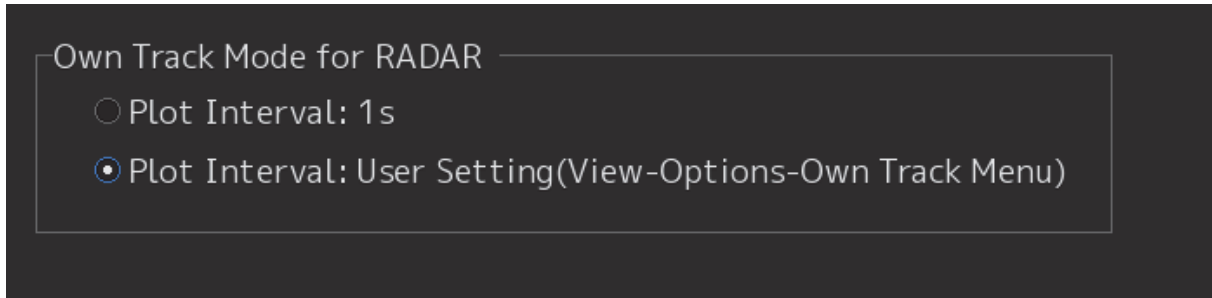 Own Track Mode for RADAR
Plot Interval: 1s
Plot Interval: User Setting(View-Options-Own Track Menu)